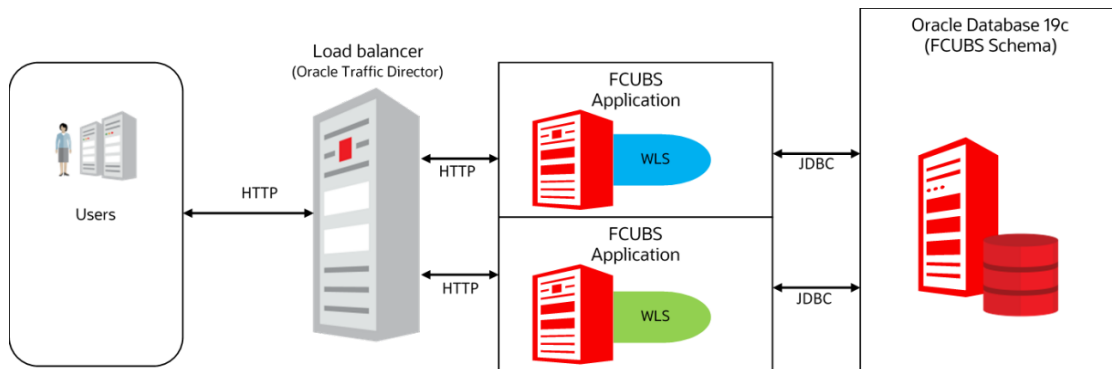 Users
HTTP
Load balancer
(Oracle Traffic Director)
HTTP
HTTP
FCUBS
Application
WLS
FCUBS
Application
WLS
JDBC
JDBC
Oracle Database 19c
(FCUBS Schema)